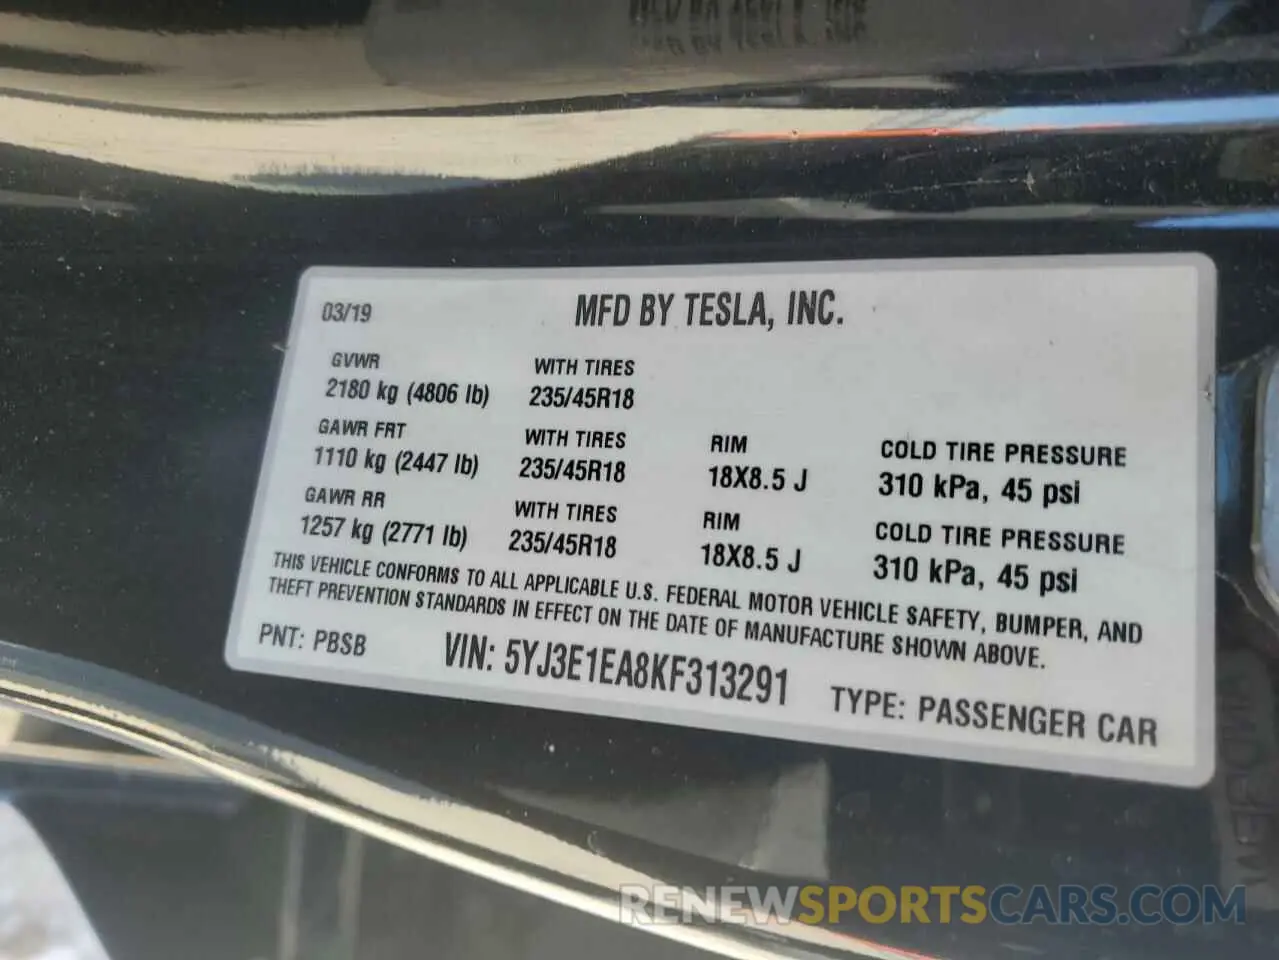 03/19 MFD BY TESLA, INC.
GVWR WITH TIRES
2180 kg (4806 lb) 235/45R18
GAWR FRT WITH TIRES RIM COLD TIRE PRESSURE
1110 kg (2447 lb) 235/45R18 18X8.5 J 310 kPa, 45 psi
GAWR RR WITH TIRES RIM COLD TIRE PRESSURE
1257 kg (2771 lb) 235/45R18 18X8.5 J 310 kPa, 45 psi
THIS VEHICLE CONFORMS TO ALL APPLICABLE U.S. FEDERAL MOTOR VEHICLE SAFETY, BUMPER, AND
THEFT PREVENTION STANDARDS IN EFFECT ON THE DATE OF MANUFACTURE SHOWN ABOVE.
PNT: PBSB VIN: 5YJ3E1EA8KF313291 TYPE: PASSENGER CAR
RENEWSPORTSCARS.COM